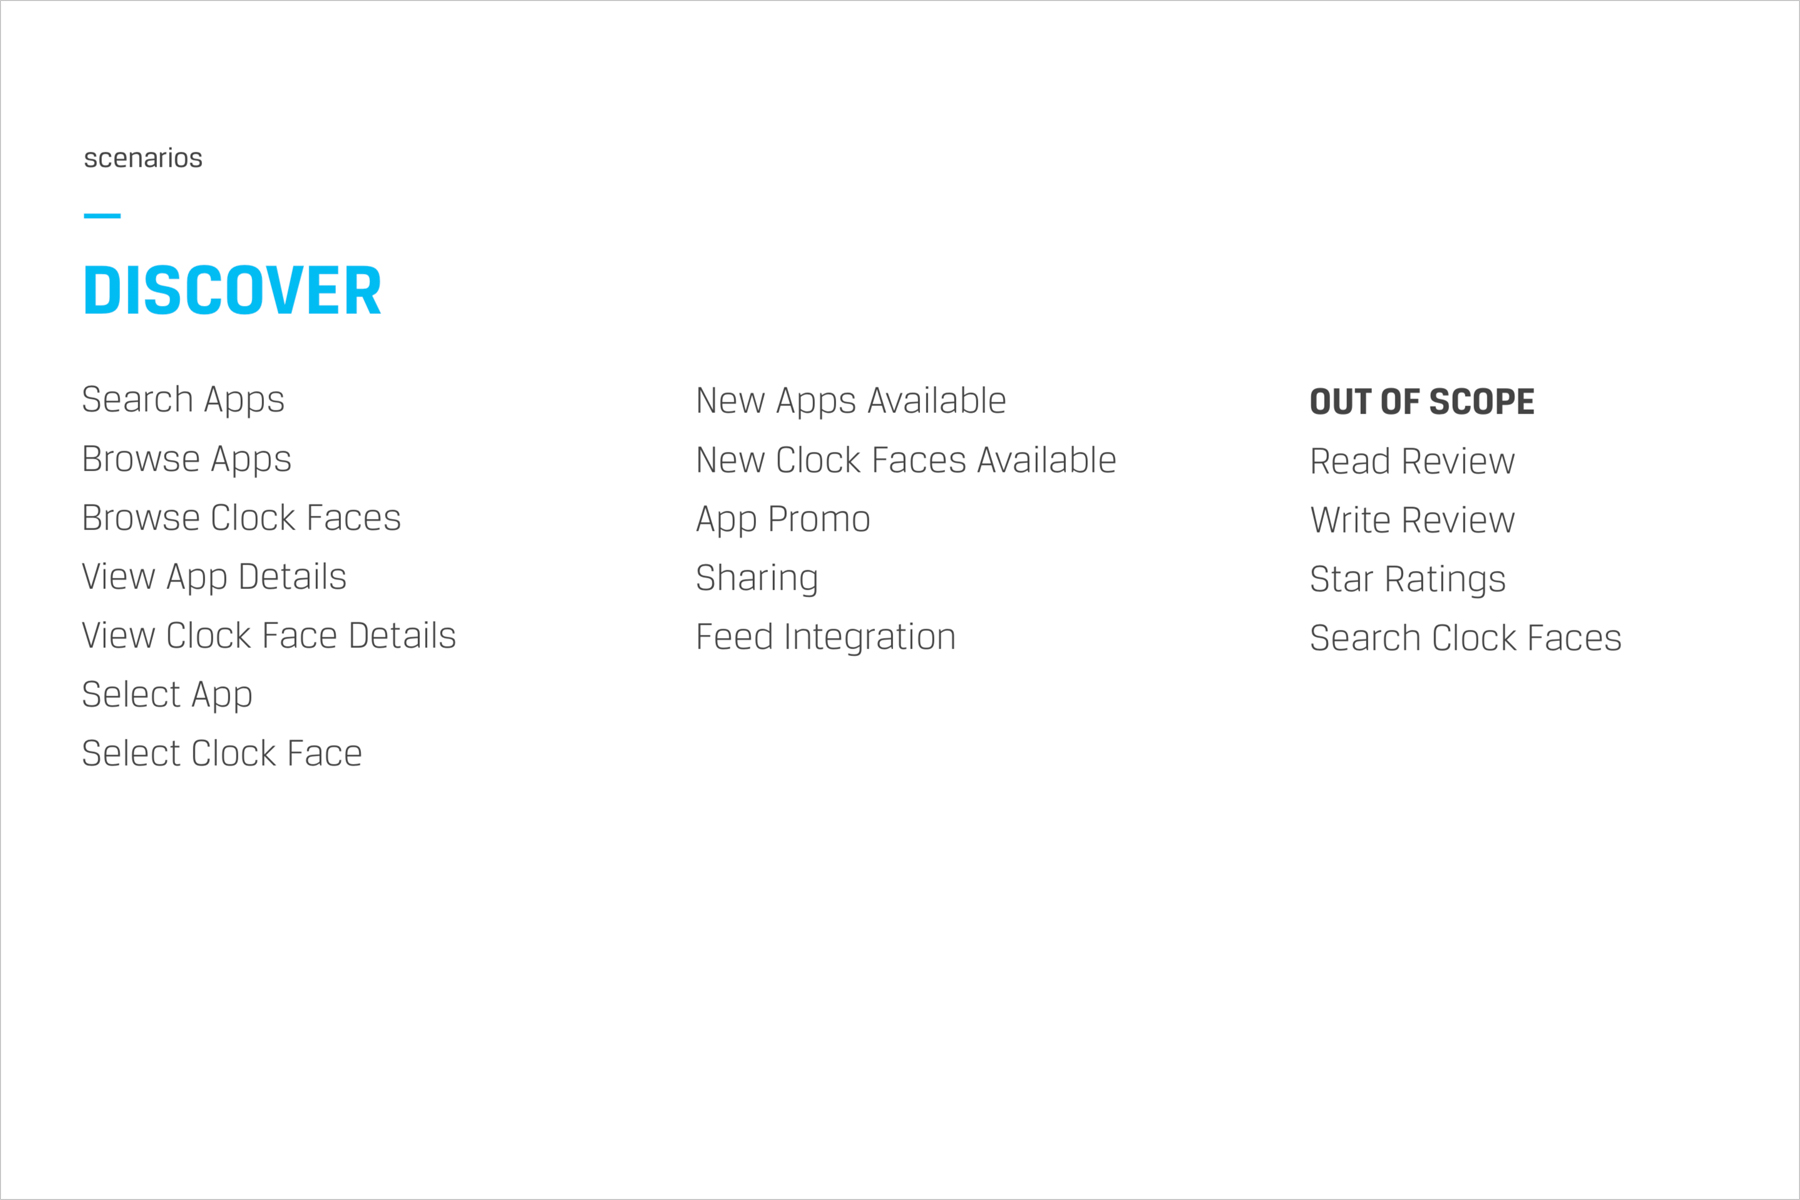 scenarios
DISCOVER
Search Apps
Browse Apps
Browse Clock Faces
View App Details
View Clock Face Details
Select App
Select Clock Face
New Apps Available
New Clock Faces Available
App Promo
Sharing
Feed Integration
OUT OF SCOPE
Read Review
Write Review
Star Ratings
Search Clock Faces